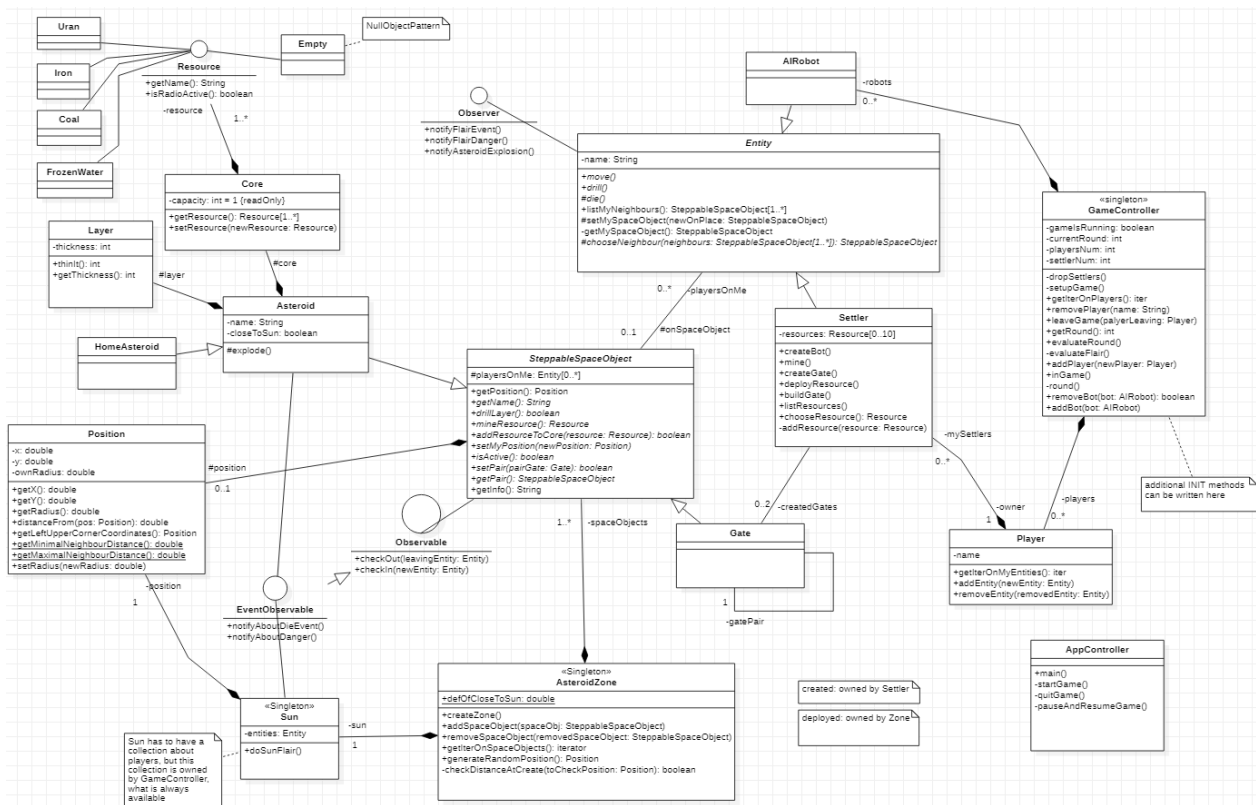 Uran
Iron
Coal
FrozenWater
Resource
+getName(): String
+isRadioActive(): boolean
Empty
NullObjectPattern
-resource
1..*
Core
-capacity: int = 1 {readOnly}
+getResource(): Resource[1..*]
+setResource(newResource: Resource)
#core
Layer
-thickness: int
+thinIt(): int
+getThickness(): int
#layer
Asteroid
-name: String
-closeToSun: boolean
#explode()
HomeAsteroid
Observer
+notifyFlairEvent()
+notifyFlairDanger()
+notifyAsteroidExplosion()
AIRobot
-robots
0..*
Entity
-name: String
+move()
+drill()
#die()
+listMyNeighbours(): SteppableSpaceObject[1..*]
#setMySpaceObject(newOnPlace: SteppableSpaceObject)
-getMySpaceObject(): SteppableSpaceObject
#chooseNeighbour(neighbours: SteppableSpaceObject[1..*]): SteppableSpaceObject
0..*
-playersOnMe
0..1
#onSpaceObject
«singleton»
GameController
-gameIsRunning: boolean
-currentRound: int
-playersNum: int
-settlerNum: int
-dropSettlers()
-setupGame()
+getIterOnPlayers(): iter
+removePlayer(name: String)
+leaveGame(palyerLeaving: Player)
+getRound(): int
+evaluateRound()
-evaluateFlair()
+addPlayer(newPlayer: Player)
+inGame()
-round()
+removeBot(bot: AIRobot): boolean
+addBot(bot: AIRobot)
additional INIT methods
can be written here
Settler
-resources: Resource[0..10]
+createBot()
+mine()
+createGate()
+deployResource()
+buildGate()
+listResources()
+chooseResource(): Resource
-addResource(resource: Resource)
-mySettlers
0..*
-owner
1
-players
0..*
Player
-name
+getIterOnMyEntities(): iter
+addEntity(newEntity: Entity)
+removeEntity(removedEntity: Entity)
SteppableSpaceObject
#playersOnMe: Entity[0..*]
+getPosition(): Position
+getName(): String
+drillLayer(): boolean
+mineResource(): Resource
+addResourceToCore(resource: Resource): boolean
+setMyPosition(newPosition: Position)
+isActive(): boolean
+setPair(pairGate: Gate): boolean
+getPair(): SteppableSpaceObject
+getInfo(): String
Position
-x: double
-y: double
-ownRadius: double
+getX(): double
+getY(): double
+getRadius(): double
+distanceFrom(pos: Position): double
+getLeftUpperCornerCoordinates(): Position
+getMinimalNeighbourDistance(): double
+getMaximalNeighbourDistance(): double
+setRadius(newRadius: double)
#position
0..1
Observable
+checkOut(leavingEntity: Entity)
+checkIn(newEntity: Entity)
1..*
-spaceObjects
0..2
-createdGates
Gate
1
-gatePair
-position
1
EventObservable
+notifyAboutDieEvent()
+notifyAboutDanger()
«Singleton»
Sun
-entities: Entity
+doSunFlair()
-sun
1
Sun has to have a
collection about
players, but this
collection is owned
by GameController,
what is always
available
«Singleton»
AsteroidZone
+defOfCloseToSun: double
+createZone()
+addSpaceObject(spaceObj: SteppableSpaceObject)
+removeSpaceObject(removedSpaceObject: SteppableSpaceObject)
+getIterOnSpaceObjects(): iterator
+generateRandomPosition(): Position
-checkDistanceAtCreate(toCheckPosition: Position): boolean
created: owned by Settler
deployed: owned by Zone
AppController
+main()
-startGame()
-quitGame()
-pauseAndResumeGame()